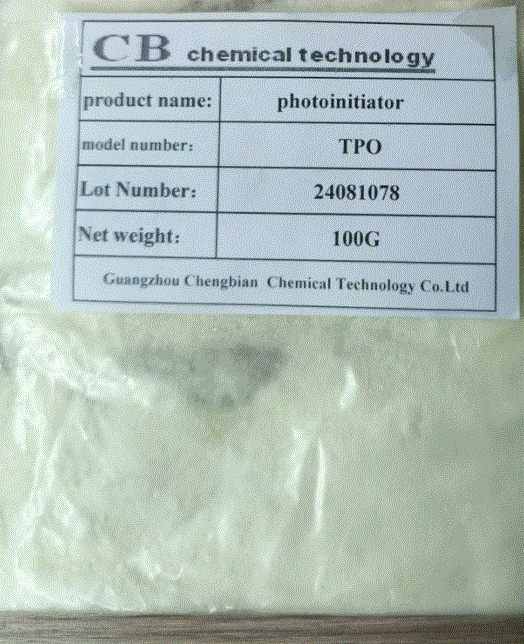 CB chemical technology
product name: photoinitiator
model number: TPO
Lot Number: 24081078
Net weight: 100G
Guangzhou Chengbian Chemical Technology Co.Ltd